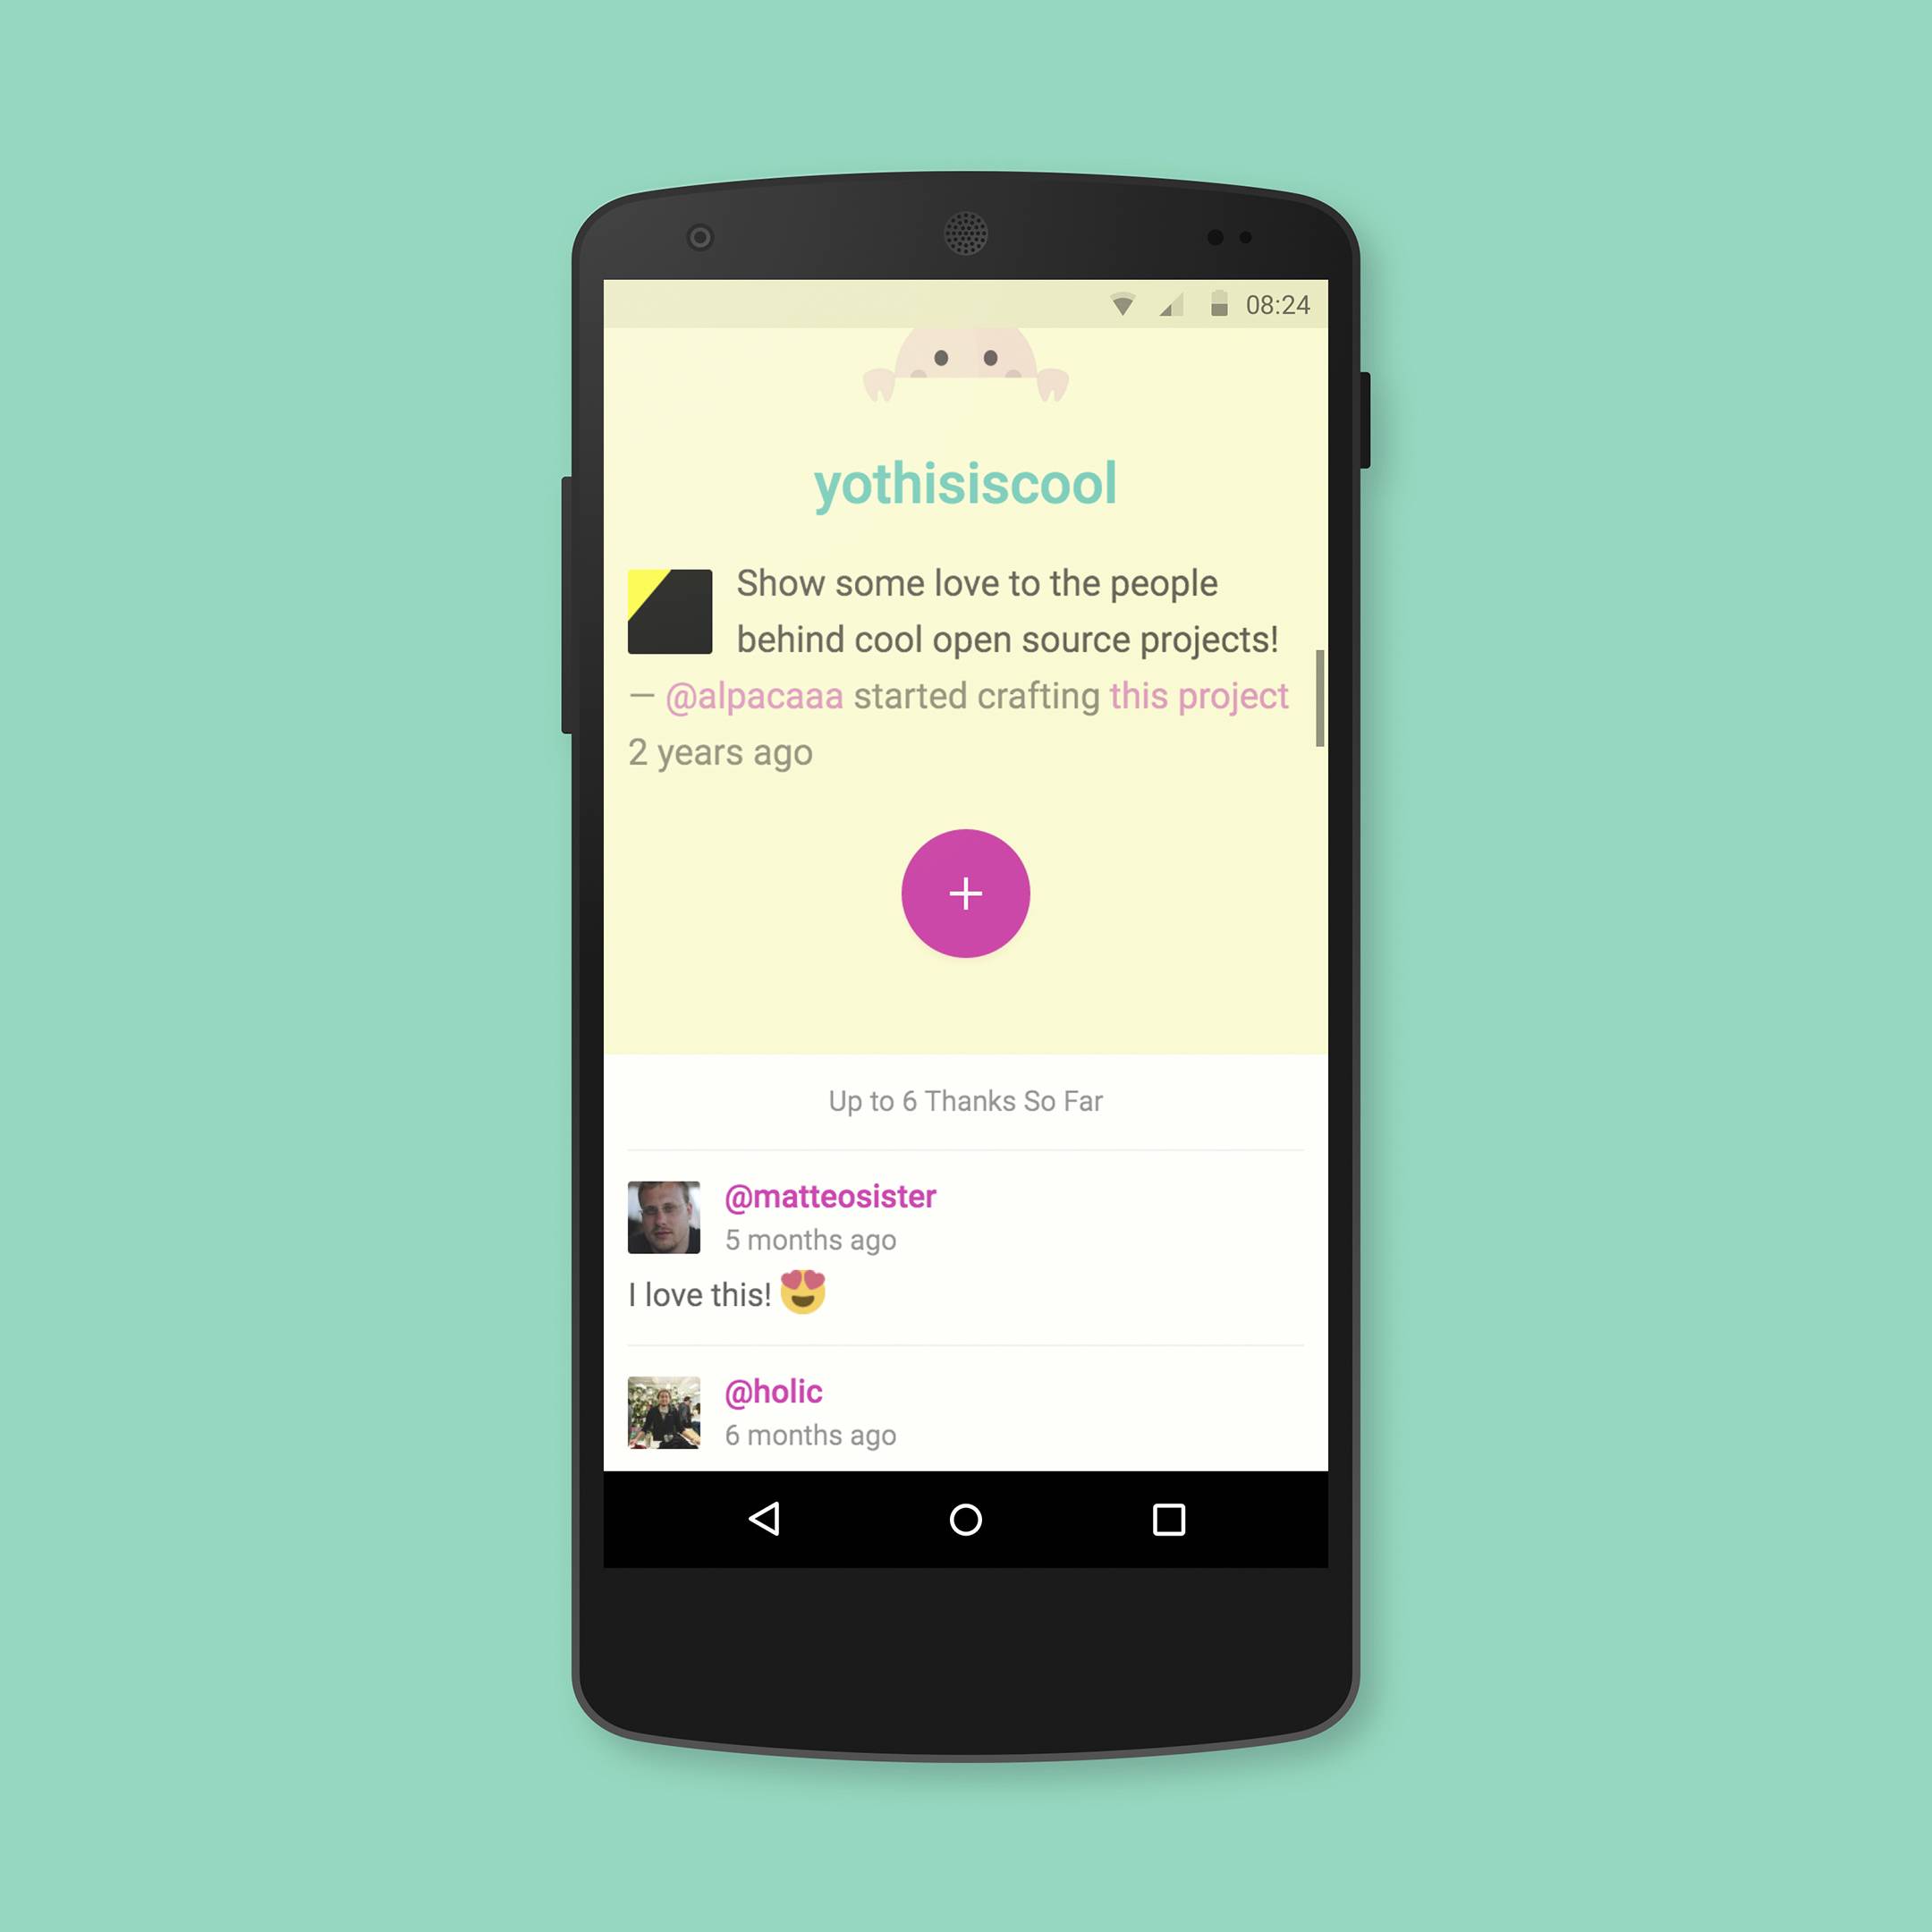 08:24
yothisiscool
Show some love to the people
behind cool open source projects!
— @alpacaaa started crafting this project
2 years ago
+
Up to 6 Thanks So Far
@matteosister
5 months ago
I love this! 😍
@holic
6 months ago